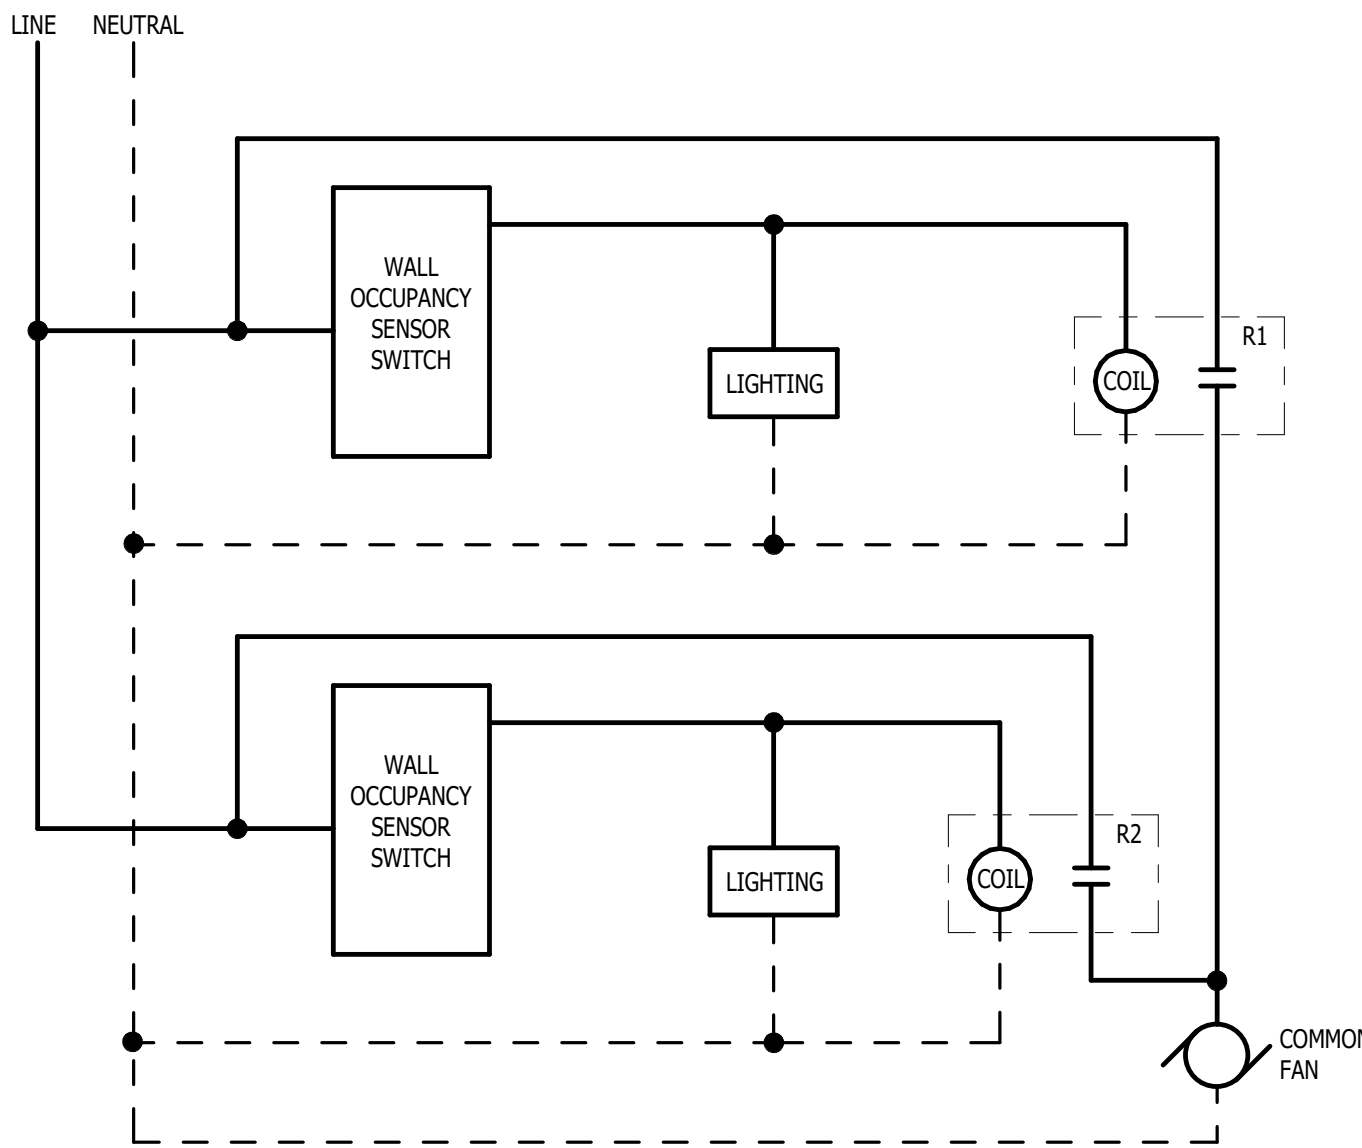 LINE
NEUTRAL
WALL
OCCUPANCY
SENSOR
SWITCH
LIGHTING
COIL
R1
WALL
OCCUPANCY
SENSOR
SWITCH
LIGHTING
COIL
R2
COMMON
FAN